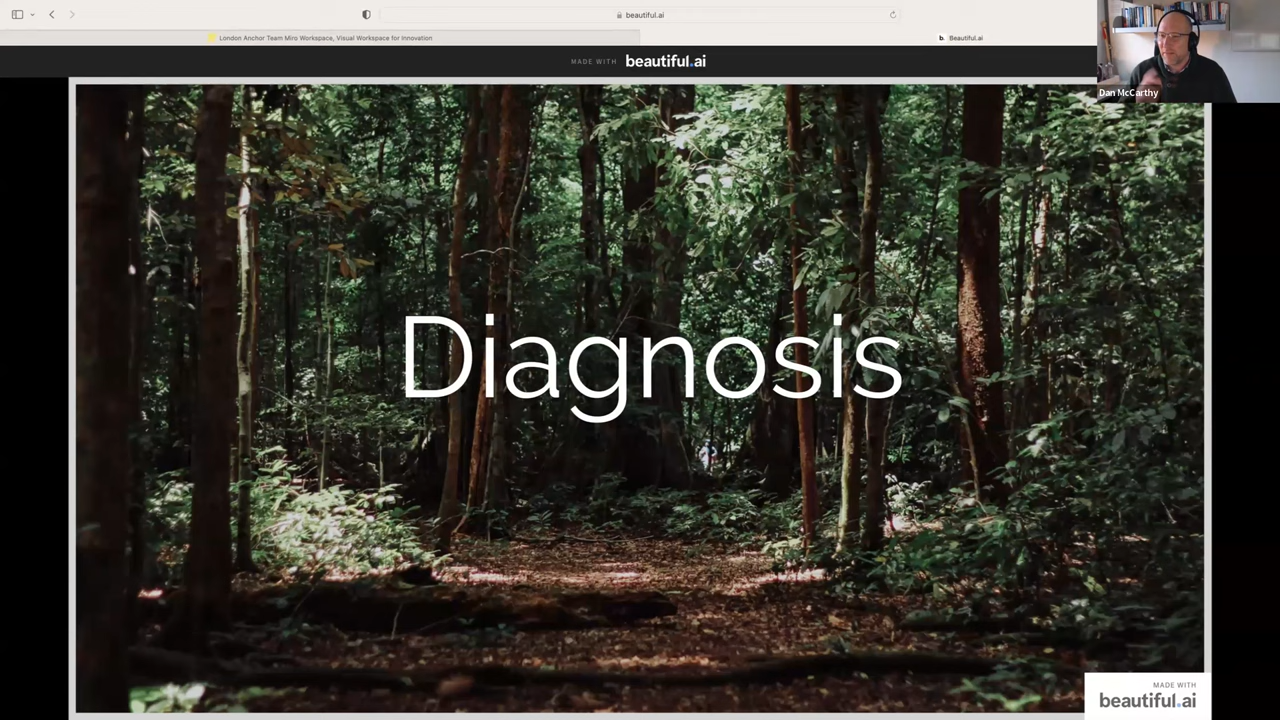 beautiful.ai
London Anchor Team Miro Workspace, Visual Workspace for Innovation
b. Beautiful.ai
MADE WITH beautiful.ai
Dan McCarthy
Diagnosis
MADE WITH
beautiful.ai